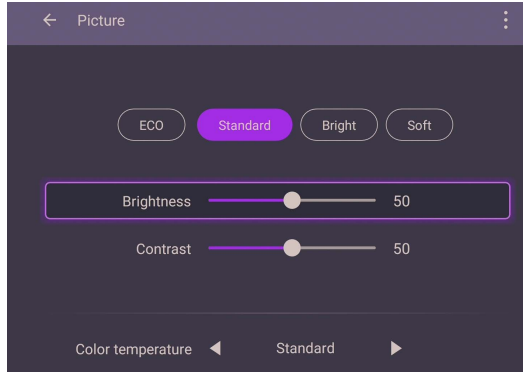 Picture
ECO Standard Bright Soft
Brightness 50
Contrast 50
Color temperature Standard